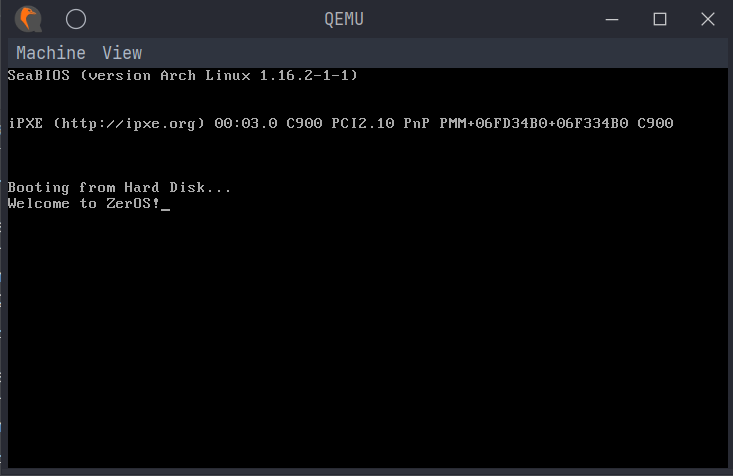 QEMU
Machine View
SeaBIOS (version Arch Linux 1.16.2-1-1)
iPXE (http://ipxe.org) 00:03.0 C900 PCI2.10 PnP PMM+06FD34B0+06F334B0 C900
Booting from Hard Disk...
Welcome to ZerOS!_